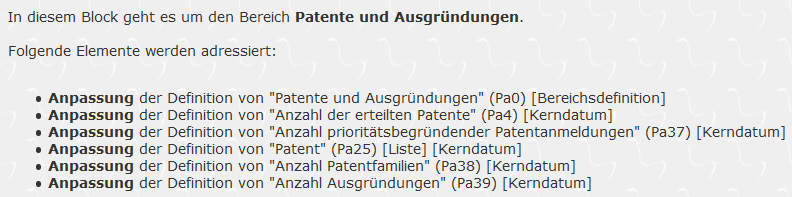 In diesem Block geht es um den Bereich Patente und Ausgründungen.
Folgende Elemente werden adressiert:
• Anpassung der Definition von "Patente und Ausgründungen" (Pa0) [Bereichsdefinition]
• Anpassung der Definition von "Anzahl der erteilten Patente" (Pa4) [Kerndatum]
• Anpassung der Definition von "Anzahl prioritätsbegründender Patentanmeldungen" (Pa37) [Kerndatum]
• Anpassung der Definition von "Patent" (Pa25) [Liste] [Kerndatum]
• Anpassung der Definition von "Anzahl Patentfamilien" (Pa38) [Kerndatum]
• Anpassung der Definition von "Anzahl Ausgründungen" (Pa39) [Kerndatum]